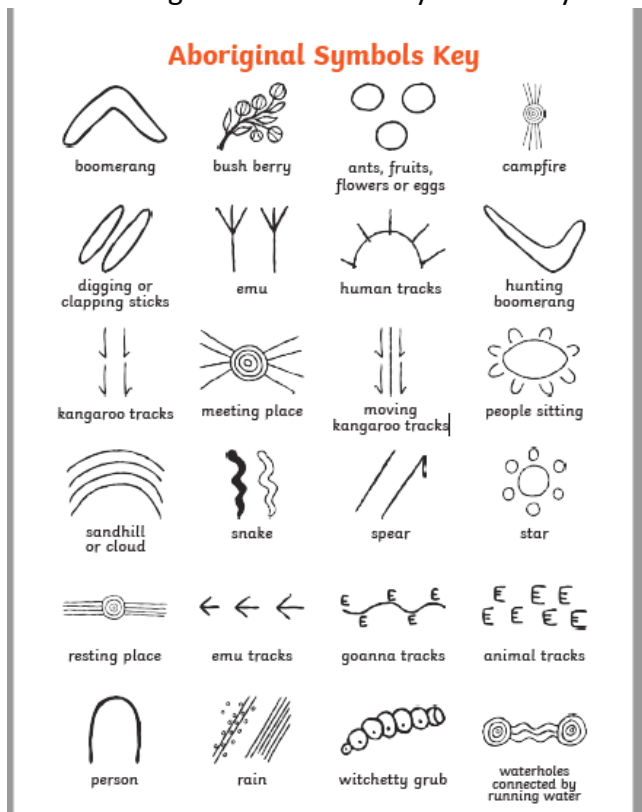 Aboriginal Symbols Key
boomerang
bush berry
ants, fruits,
flowers or eggs
campfire
digging or
clapping sticks
emu
human tracks
hunting
boomerang
kangaroo tracks
meeting place
moving
kangaroo tracks
people sitting
sandhill
or cloud
snake
spear
star
resting place
emu tracks
goanna tracks
animal tracks
person
rain
witchetty grub
waterholes
connected by
running water